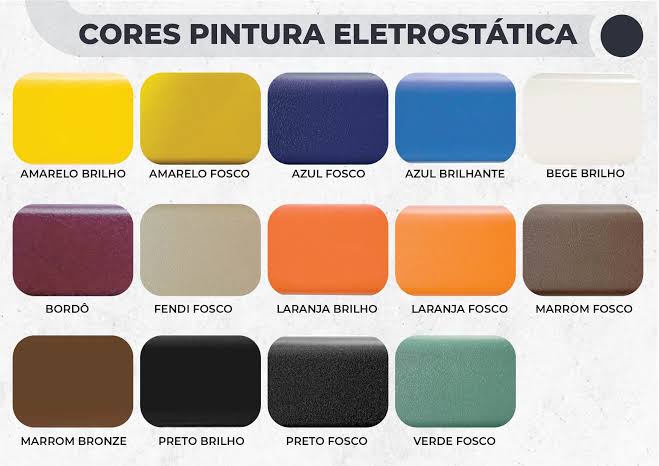 CORES PINTURA ELETROSTÁTICA
AMARELO BRILHO
AMARELO FOSCO
AZUL FOSCO
AZUL BRILHANTE
BEGE BRILHO
BORDÔ
FENDI FOSCO
LARANJA BRILHO
LARANJA FOSCO
MARROM FOSCO
MARROM BRONZE
PRETO BRILHO
PRETO FOSCO
VERDE FOSCO